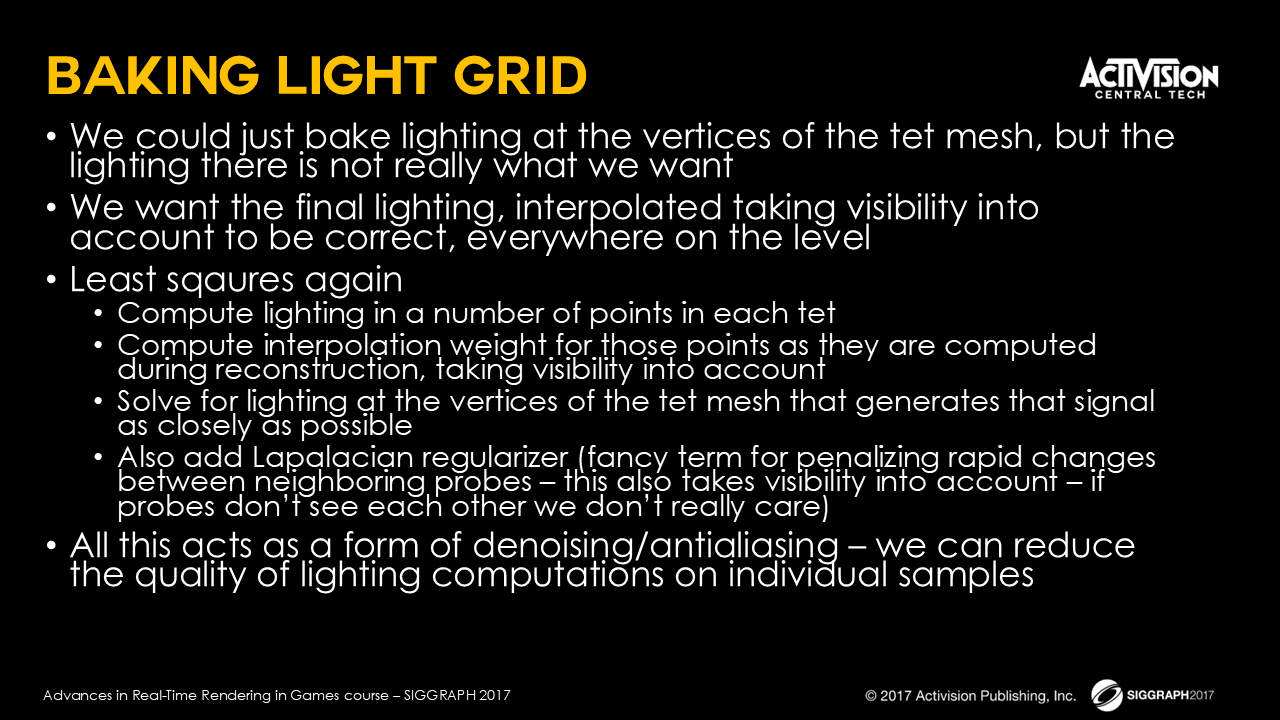 BAKING LIGHT GRID
ACTIVISION
CENTRAL TECH
• We could just bake lighting at the vertices of the tet mesh, but the
lighting there is not really what we want
• We want the final lighting, interpolated taking visibility into
account to be correct, everywhere on the level
• Least sqaures again
• Compute lighting in a number of points in each tet
• Compute interpolation weight for those points as they are computed
during reconstruction, taking visibility into account
• Solve for lighting at the vertices of the tet mesh that generates that signal
as closely as possible
• Also add Lapalacian regularizer (fancy term for penalizing rapid changes
between neighboring probes – this also takes visibility into account – if
probes don’t see each other we don’t really care)
• All this acts as a form of denoising/antialiasing – we can reduce
the quality of lighting computations on individual samples
Advances in Real-Time Rendering in Games course – SIGGRAPH 2017
© 2017 Activision Publishing, Inc.
SIGGRAPH2017